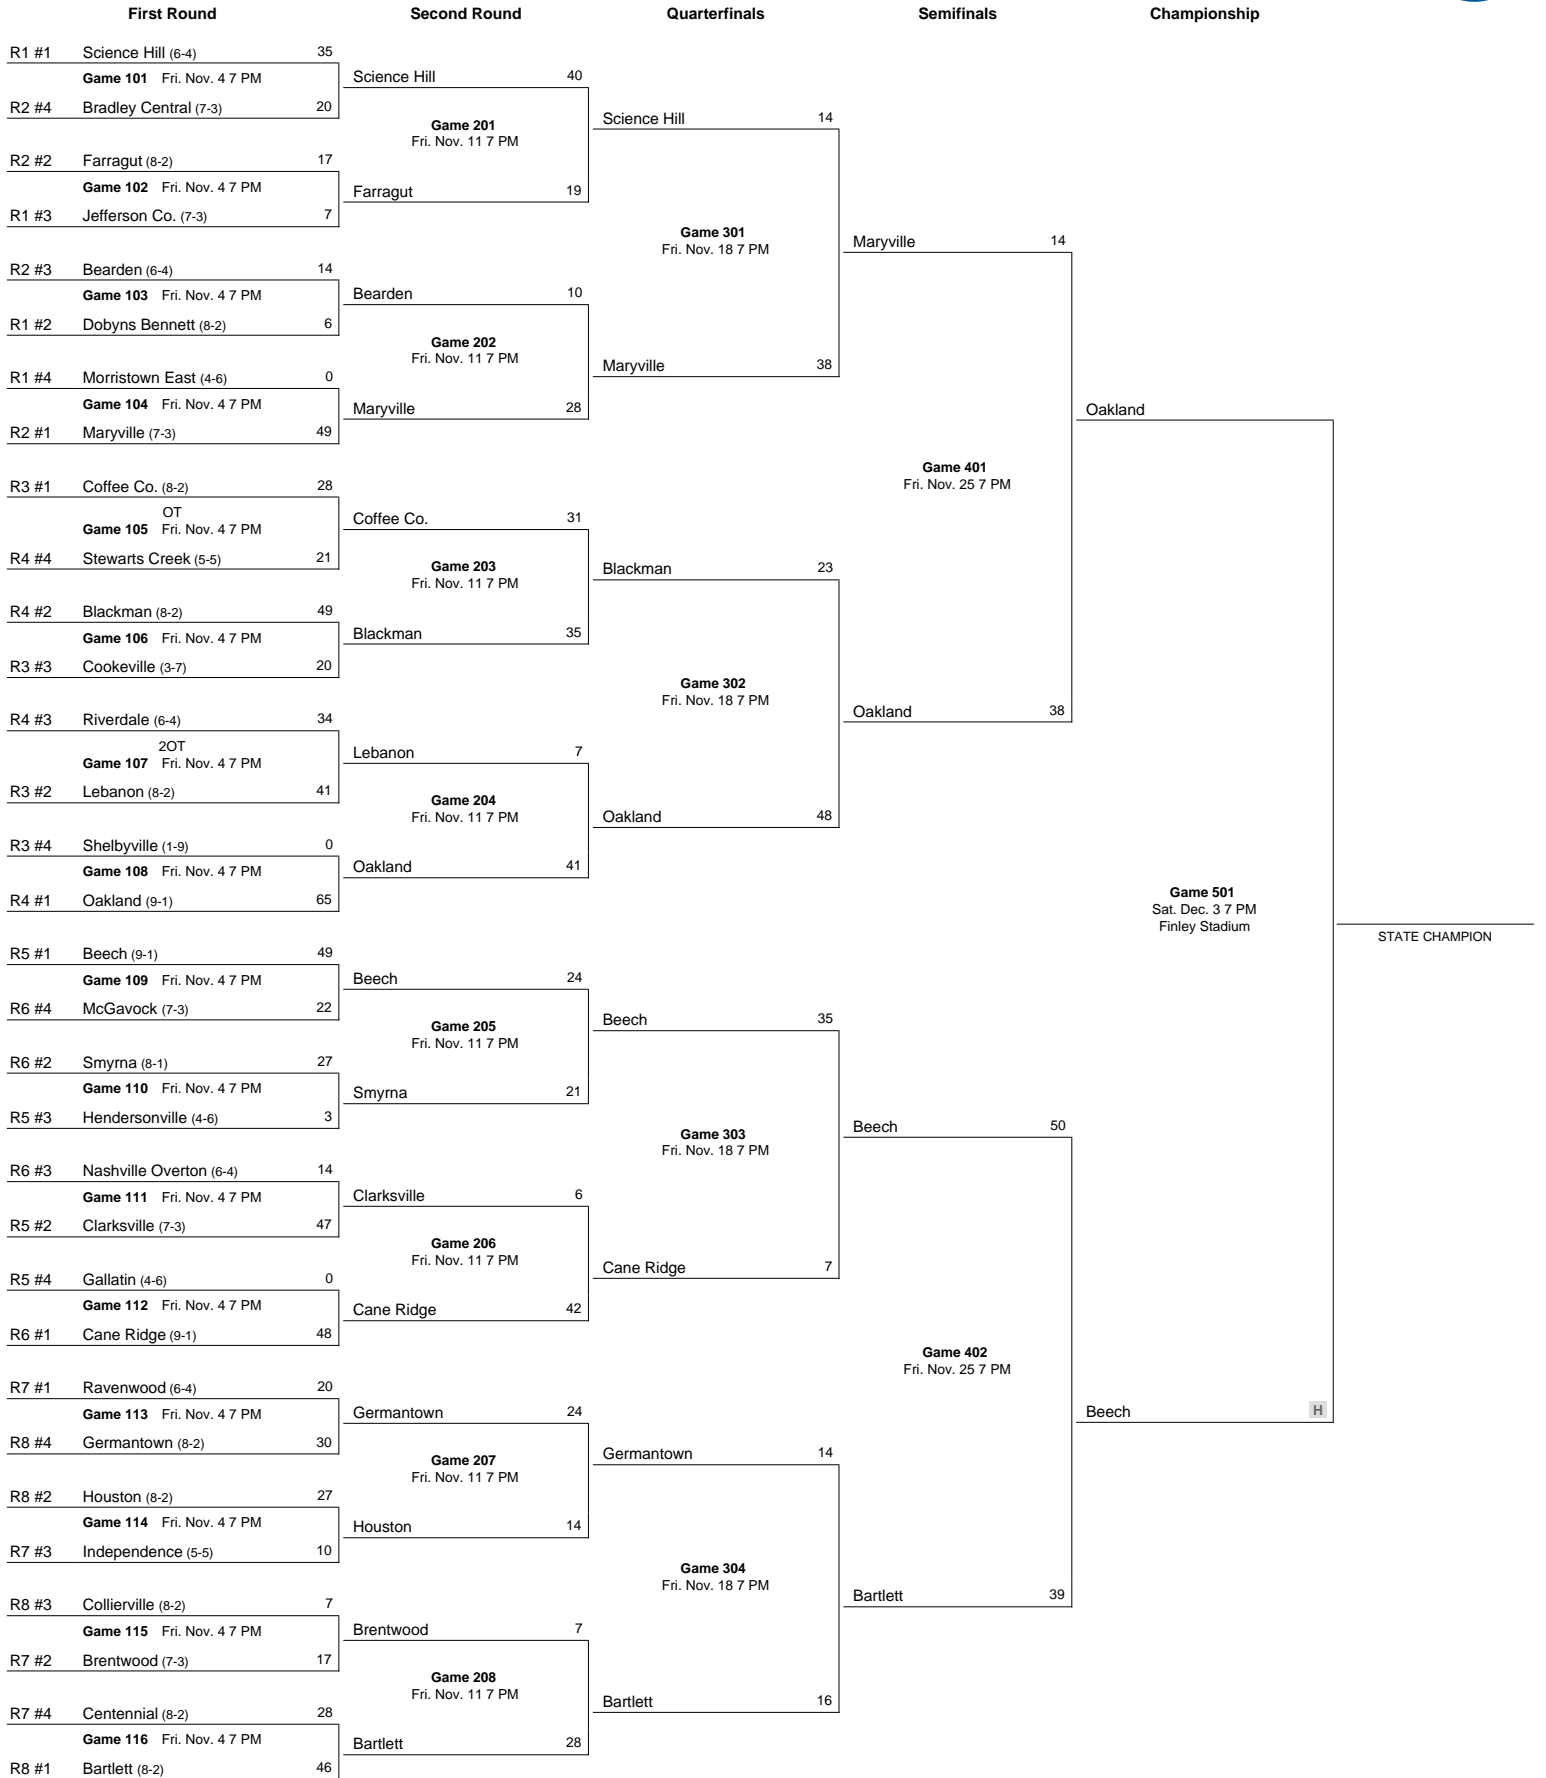 First Round Second Round Quarterfinals Semifinals Championship
R1 #1 Science Hill (6-4) 35
Game 101 Fri. Nov. 4 7 PM
R2 #4 Bradley Central (7-3) 20
R2 #2 Farragut (8-2) 17
Game 102 Fri. Nov. 4 7 PM
R1 #3 Jefferson Co. (7-3) 7
R2 #3 Bearden (6-4) 14
Game 103 Fri. Nov. 4 7 PM
R1 #2 Dobyns Bennett (8-2) 6
R1 #4 Morristown East (4-6) 0
Game 104 Fri. Nov. 4 7 PM
R2 #1 Maryville (7-3) 49
R3 #1 Coffee Co. (8-2) 28
OT
Game 105 Fri. Nov. 4 7 PM
R4 #4 Stewarts Creek (5-5) 21
R4 #2 Blackman (8-2) 49
Game 106 Fri. Nov. 4 7 PM
R3 #3 Cookeville (3-7) 20
R4 #3 Riverdale (6-4) 34
2OT
Game 107 Fri. Nov. 4 7 PM
R3 #2 Lebanon (8-2) 41
R3 #4 Shelbyville (1-9) 0
Game 108 Fri. Nov. 4 7 PM
R4 #1 Oakland (9-1) 65
R5 #1 Beech (9-1) 49
Game 109 Fri. Nov. 4 7 PM
R6 #4 McGavock (7-3) 22
R6 #2 Smyrna (8-1) 27
Game 110 Fri. Nov. 4 7 PM
R5 #3 Hendersonville (4-6) 3
R6 #3 Nashville Overton (6-4) 14
Game 111 Fri. Nov. 4 7 PM
R5 #2 Clarksville (7-3) 47
R5 #4 Gallatin (4-6) 0
Game 112 Fri. Nov. 4 7 PM
R6 #1 Cane Ridge (9-1) 48
R7 #1 Ravenwood (6-4) 20
Game 113 Fri. Nov. 4 7 PM
R8 #4 Germantown (8-2) 30
R8 #2 Houston (8-2) 27
Game 114 Fri. Nov. 4 7 PM
R7 #3 Independence (5-5) 10
R8 #3 Collierville (8-2) 7
Game 115 Fri. Nov. 4 7 PM
R7 #2 Brentwood (7-3) 17
R7 #4 Centennial (8-2) 28
Game 116 Fri. Nov. 4 7 PM
R8 #1 Bartlett (8-2) 46
Science Hill 40
Game 201
Fri. Nov. 11 7 PM
Farragut 19
Bearden 10
Game 202
Fri. Nov. 11 7 PM
Maryville 28
Coffee Co. 31
Game 203
Fri. Nov. 11 7 PM
Blackman 35
Lebanon 7
Game 204
Fri. Nov. 11 7 PM
Oakland 41
Beech 24
Game 205
Fri. Nov. 11 7 PM
Smyrna 21
Clarksville 6
Game 206
Fri. Nov. 11 7 PM
Cane Ridge 42
Germantown 24
Game 207
Fri. Nov. 11 7 PM
Houston 14
Brentwood 7
Game 208
Fri. Nov. 11 7 PM
Bartlett 28
Science Hill 14
Game 301
Fri. Nov. 18 7 PM
Maryville 38
Blackman 23
Game 302
Fri. Nov. 18 7 PM
Oakland 48
Beech 35
Game 303
Fri. Nov. 18 7 PM
Cane Ridge 7
Germantown 14
Game 304
Fri. Nov. 18 7 PM
Bartlett 16
Maryville 14
Game 401
Fri. Nov. 25 7 PM
Oakland 38
Beech 50
Game 402
Fri. Nov. 25 7 PM
Bartlett 39
Oakland
Game 501
Sat. Dec. 3 7 PM
Finley Stadium
Beech H
STATE CHAMPION